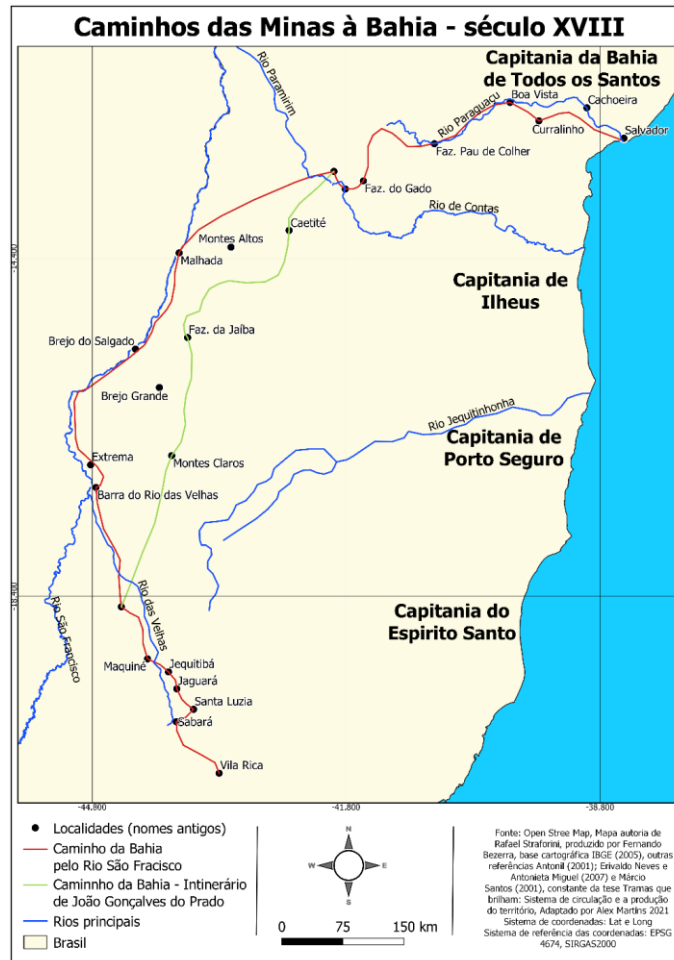 Caminhos das Minas à Bahia - século XVIII
Capitania da Bahia
de Todos os Santos
Rio Paramirim
Boa Vista
Cachoeira
Rio Paraguaçu
Curralinho
Salvador
Faz. Pau de Colher
Faz. do Gado
Rio de Contas
Caetité
Montes Altos
Malhada
-14.800
Capitania de
Ilheus
Faz. da Jaíba
Brejo do Salgado
Brejo Grande
Rio Jequitinhonha
Capitania de
Porto Seguro
Extrema
Montes Claros
Barra do Rio das Velhas
Rio das Velhas
Rio São Francisco
Capitania do
Espirito Santo
Maquiné
Jequitibá
Jaguará
Santa Luzia
Sabará
Vila Rica
-44.800
-41.800
-38.800
Localidades (nomes antigos)
Caminho da Bahia
pelo Rio São Fracisco
Caminnho da Bahia - Intinerário
de João Gonçalves do Prado
Rios principais
Brasil
N
W
E
S
0 75 150 km
Fonte: Open Stree Map, Mapa autoria de
Rafael Straforini, produzido por Fernando
Bezerra, base cartográfica IBGE (2005), outras
referências Antonil (2001); Erivaldo Neves e
Antonieta Miguel (2007) e Márcio
Santos (2001), constante da tese Tramas que
brilham: Sistema de circulação e a produção
do território, Adaptado por Alex Martins 2021
Sistema de coordenadas: Lat e Long
Sistema de referência das coordenadas: EPSG
4674, SIRGAS2000